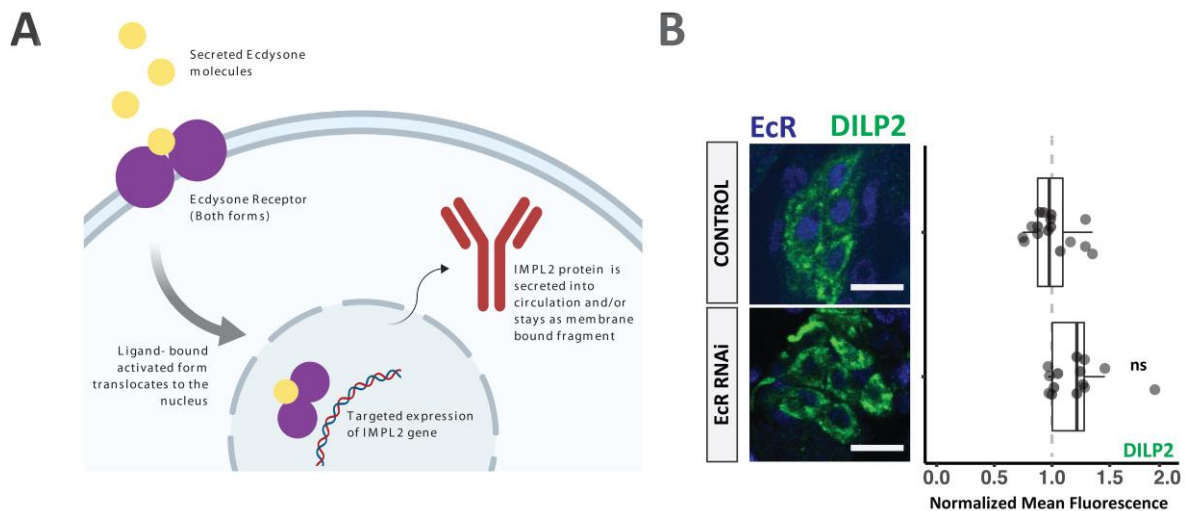 A
Secreted Ecdysone
molecules
Ecdysone Receptor
(Both forms)
IMPL2 protein is
secreted into
circulation and/or
stays as membrane
bound fragment
Ligand- bound
activated form
translocates to the
nucleus
Targeted expression
of IMPL2 gene
B
EcR DILP2
CONTROL
EcR RNAi
ns
DILP2
0.0 0.5 1.0 1.5 2.0
Normalized Mean Fluorescence